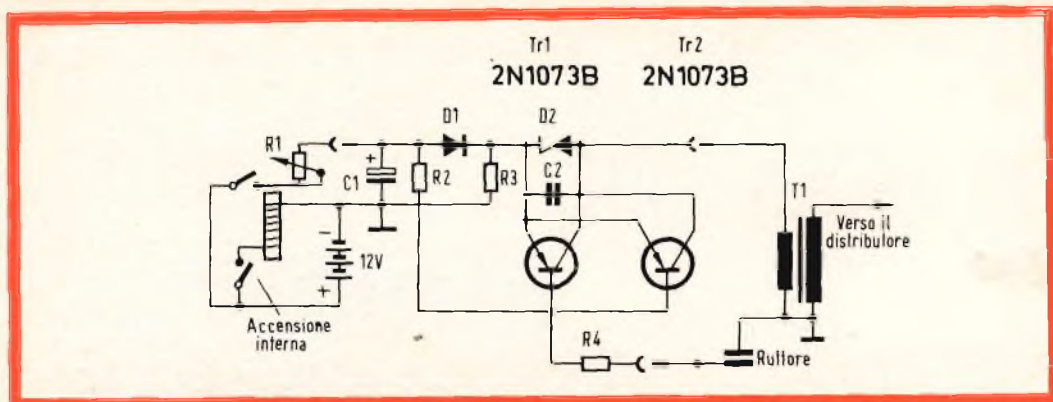 Tr1 Tr2
2N1073B 2N1073B
D1 D2
R1
+
C1
R2
R3
C2
T1
Verso il
distributore
-
12V
+
Accensione
interna
R4
Ruttore